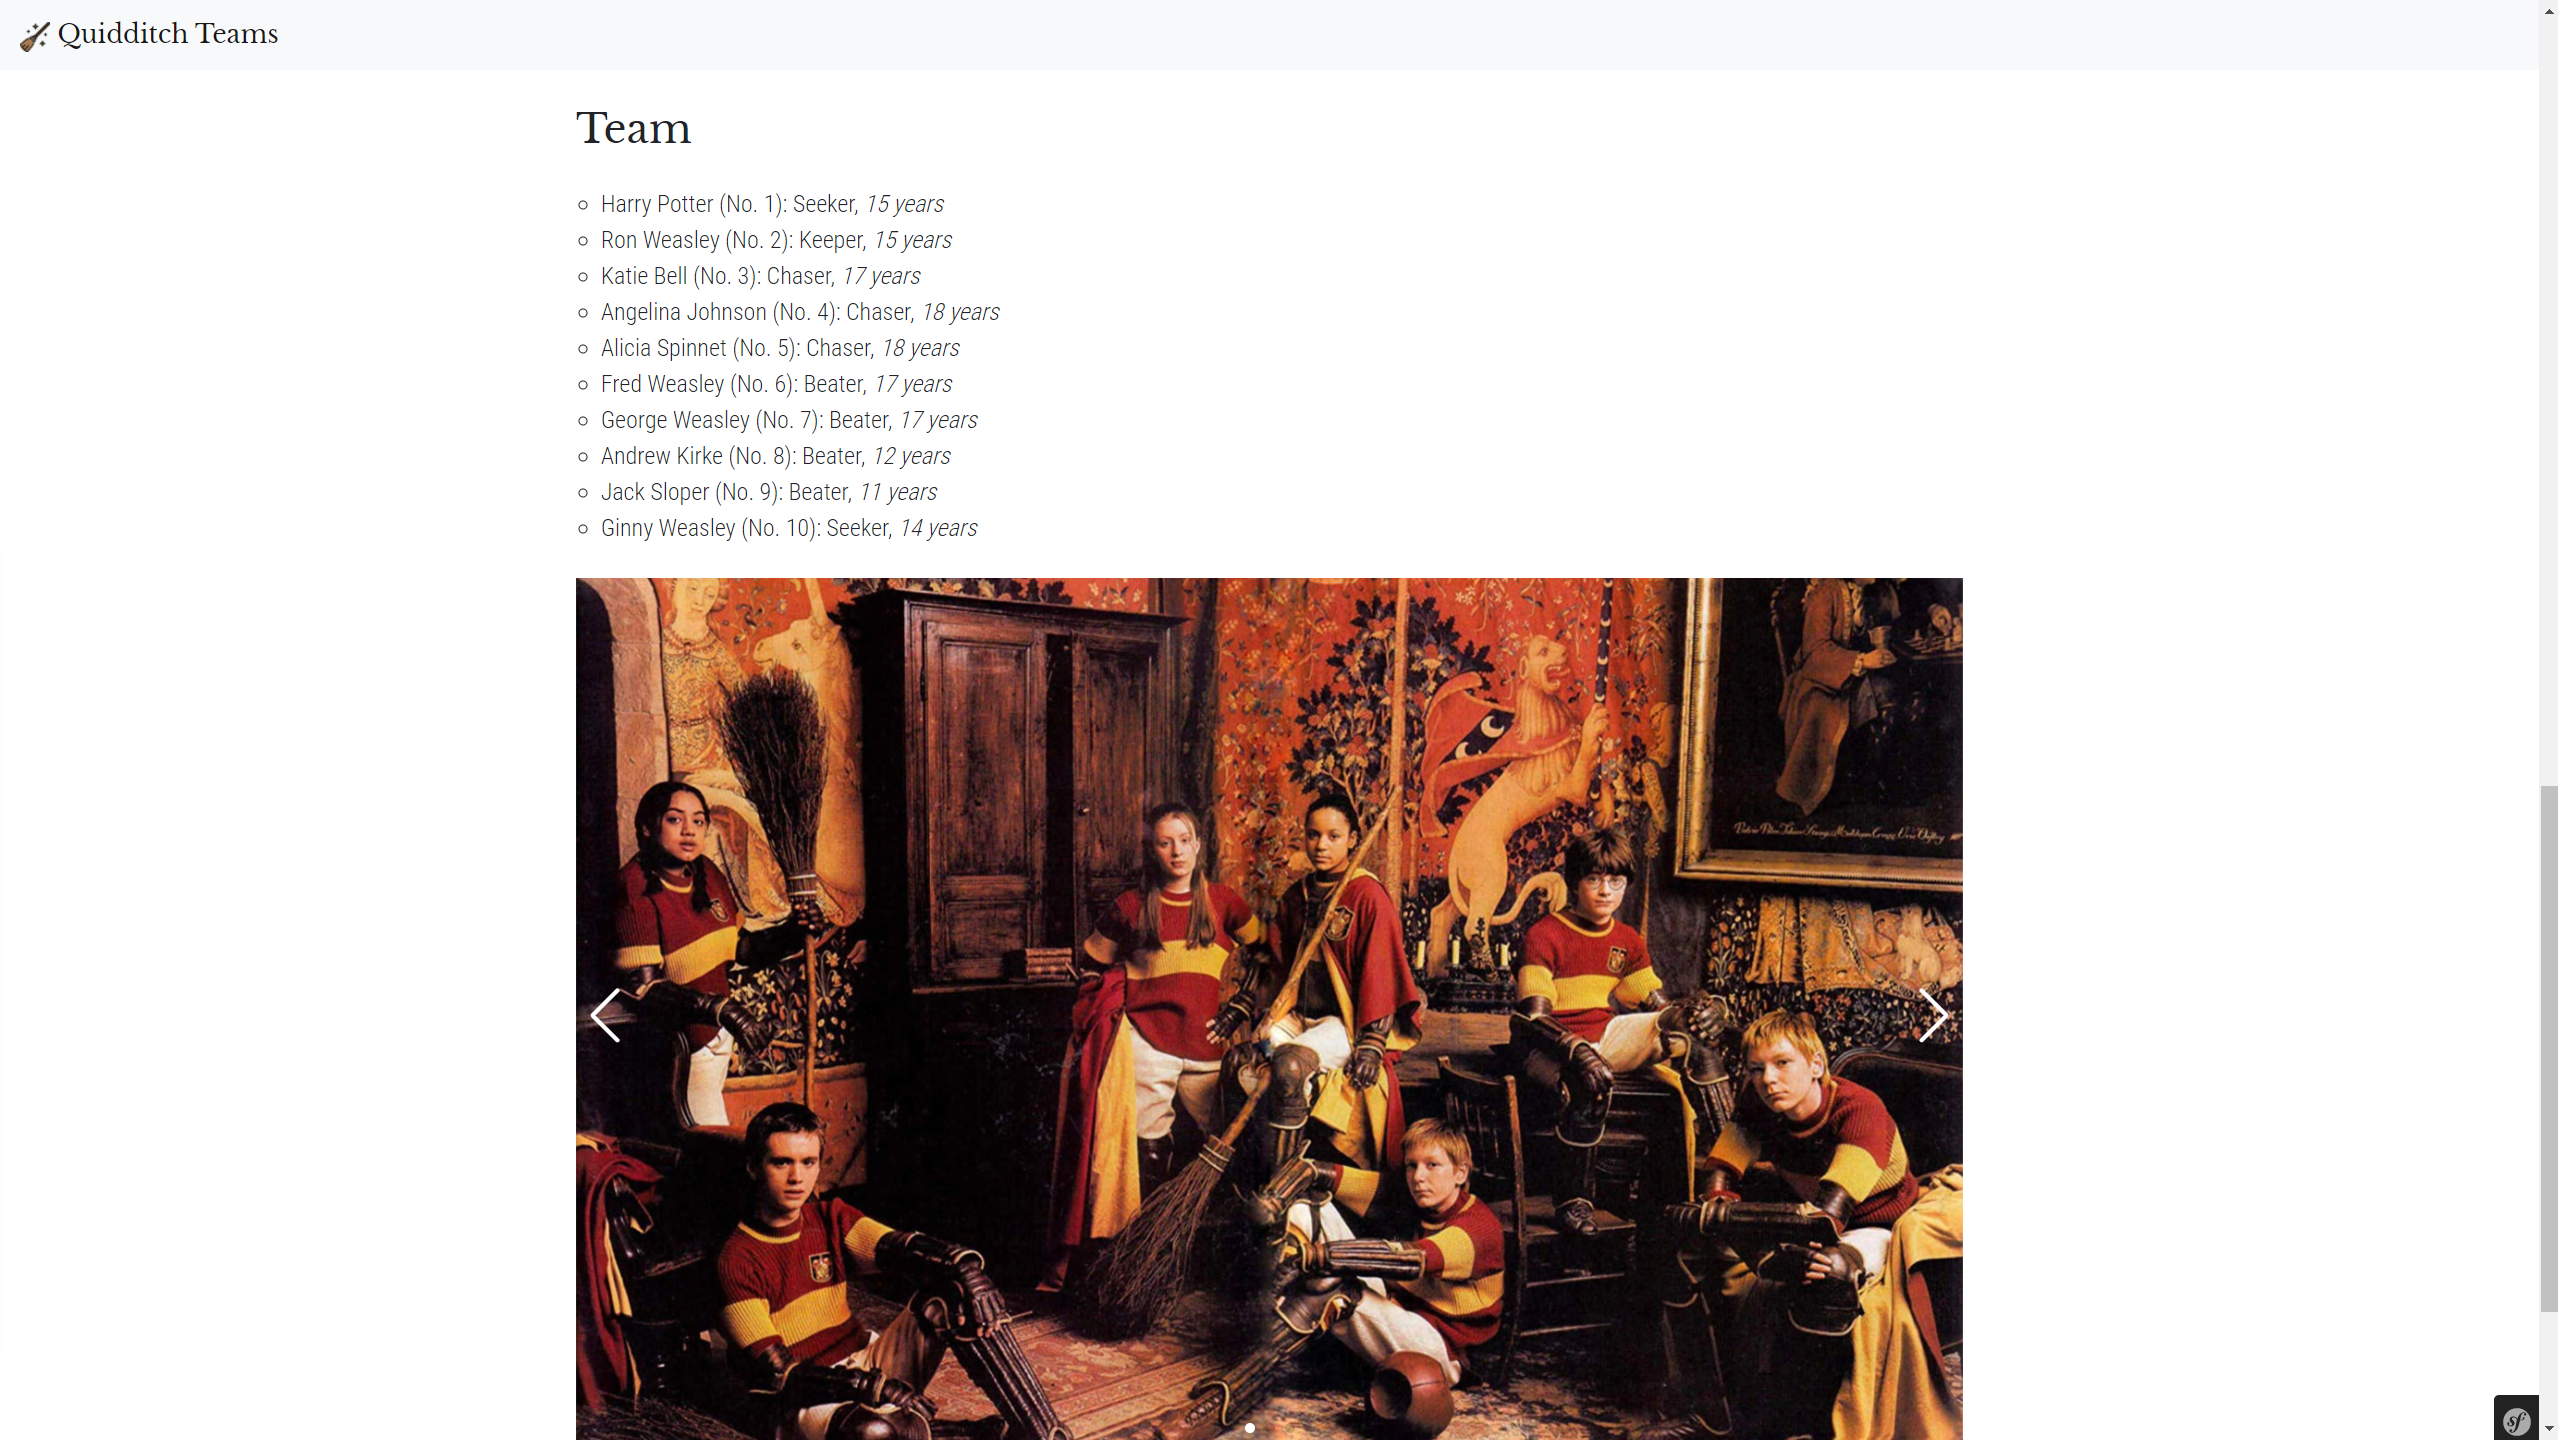 Quidditch Teams
Team
Harry Potter (No. 1): Seeker, 15 years
Ron Weasley (No. 2): Keeper, 15 years
Katie Bell (No. 3): Chaser, 17 years
Angelina Johnson (No. 4): Chaser, 18 years
Alicia Spinnet (No. 5): Chaser, 18 years
Fred Weasley (No. 6): Beater, 17 years
George Weasley (No. 7): Beater, 17 years
Andrew Kirke (No. 8): Beater, 12 years
Jack Sloper (No. 9): Beater, 11 years
Ginny Weasley (No. 10): Seeker, 14 years
sf